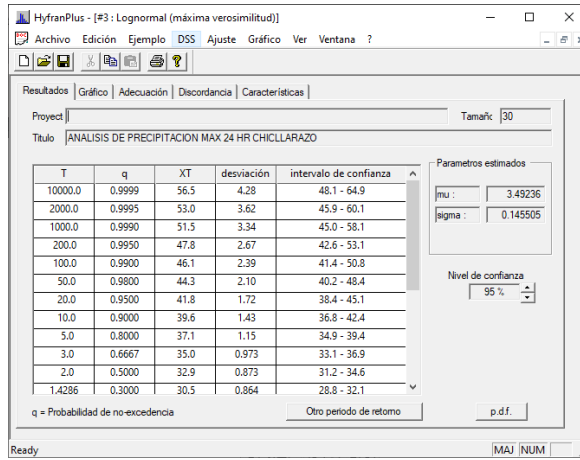 HyfranPlus - [#3 : Lognormal (máxima verosimilitud)]
Archivo Edición Ejemplo DSS Ajuste Gráfico Ver Ventana ?
Resultados Gráfico Adecuación Discordancia Características
Proyect Tamañc 30
Titulo ANALISIS DE PRECIPITACION MAX 24 HR CHICLLARAZO
T q XT desviación intervalo de confianza
10000.0 0.9999 56.5 4.28 48.1 - 64.9
2000.0 0.9995 53.0 3.62 45.9 - 60.1
1000.0 0.9990 51.5 3.34 45.0 - 58.1
200.0 0.9950 47.8 2.67 42.6 - 53.1
100.0 0.9900 46.1 2.39 41.4 - 50.8
50.0 0.9800 44.3 2.10 40.2 - 48.4
20.0 0.9500 41.8 1.72 38.4 - 45.1
10.0 0.9000 39.6 1.43 36.8 - 42.4
5.0 0.8000 37.1 1.15 34.9 - 39.4
3.0 0.6667 35.0 0.973 33.1 - 36.9
2.0 0.5000 32.9 0.873 31.2 - 34.6
1.4286 0.3000 30.5 0.864 28.8 - 32.1
Parametros estimados
mu : 3.49236
sigma : 0.145505
Nivel de confianza
95 %
q = Probabilidad de no-excedencia
Otro periodo de retorno
p.d.f.
Ready MAJ NUM